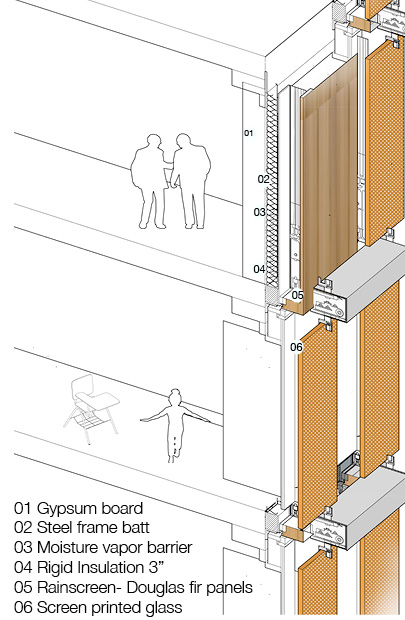 01
02
03
04
05
06
01 Gypsum board
02 Steel frame batt
03 Moisture vapor barrier
04 Rigid Insulation 3”
05 Rainscreen- Douglas fir panels
06 Screen printed glass